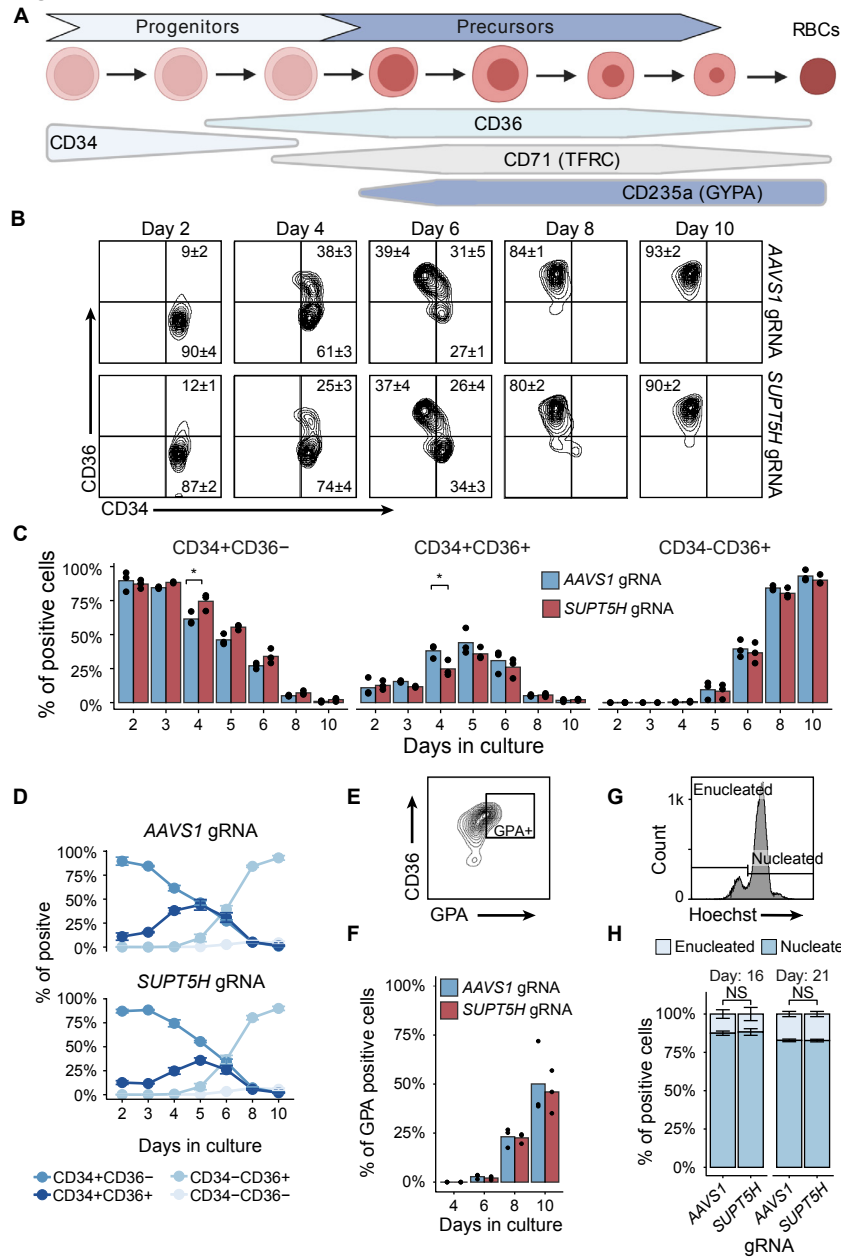 A
Progenitors
Precursors
RBCs
CD34
CD36
CD71 (TFRC)
CD235a (GYPA)
B
Day 2
Day 4
Day 6
Day 8
Day 10
9±2
38±3
39±4
31±5
84±1
93±2
90±4
61±3
27±1
AAVS1 gRNA
12±1
25±3
37±4
26±4
80±2
90±2
87±2
74±4
34±3
SUPT5H gRNA
CD36
CD34
C
CD34+CD36−
CD34+CD36+
CD34-CD36+
% of positive cells
100%
75%
50%
25%
0%
*
*
AAVS1 gRNA
SUPT5H gRNA
2 3 4 5 6 8 10
2 3 4 5 6 8 10
2 3 4 5 6 8 10
Days in culture
D
AAVS1 gRNA
100%
75%
50%
25%
0%
% of positve
SUPT5H gRNA
100%
75%
50%
25%
0%
2 3 4 5 6 8 10
Days in culture
CD34+CD36−
CD34−CD36+
CD34+CD36+
CD34−CD36−
E
CD36
GPA+
GPA
F
% of GPA positive cells
100%
75%
50%
25%
0%
AAVS1 gRNA
SUPT5H gRNA
4 6 8 10
Days in culture
G
Count
1k
0
Enucleated
Nucleated
Hoechst
H
Enucleated
Nucleate
Day: 16
Day: 21
NS
NS
% of positive cells
100%
75%
50%
25%
0%
AAVS1
SUPT5H
AAVS1
SUPT5H
gRNA